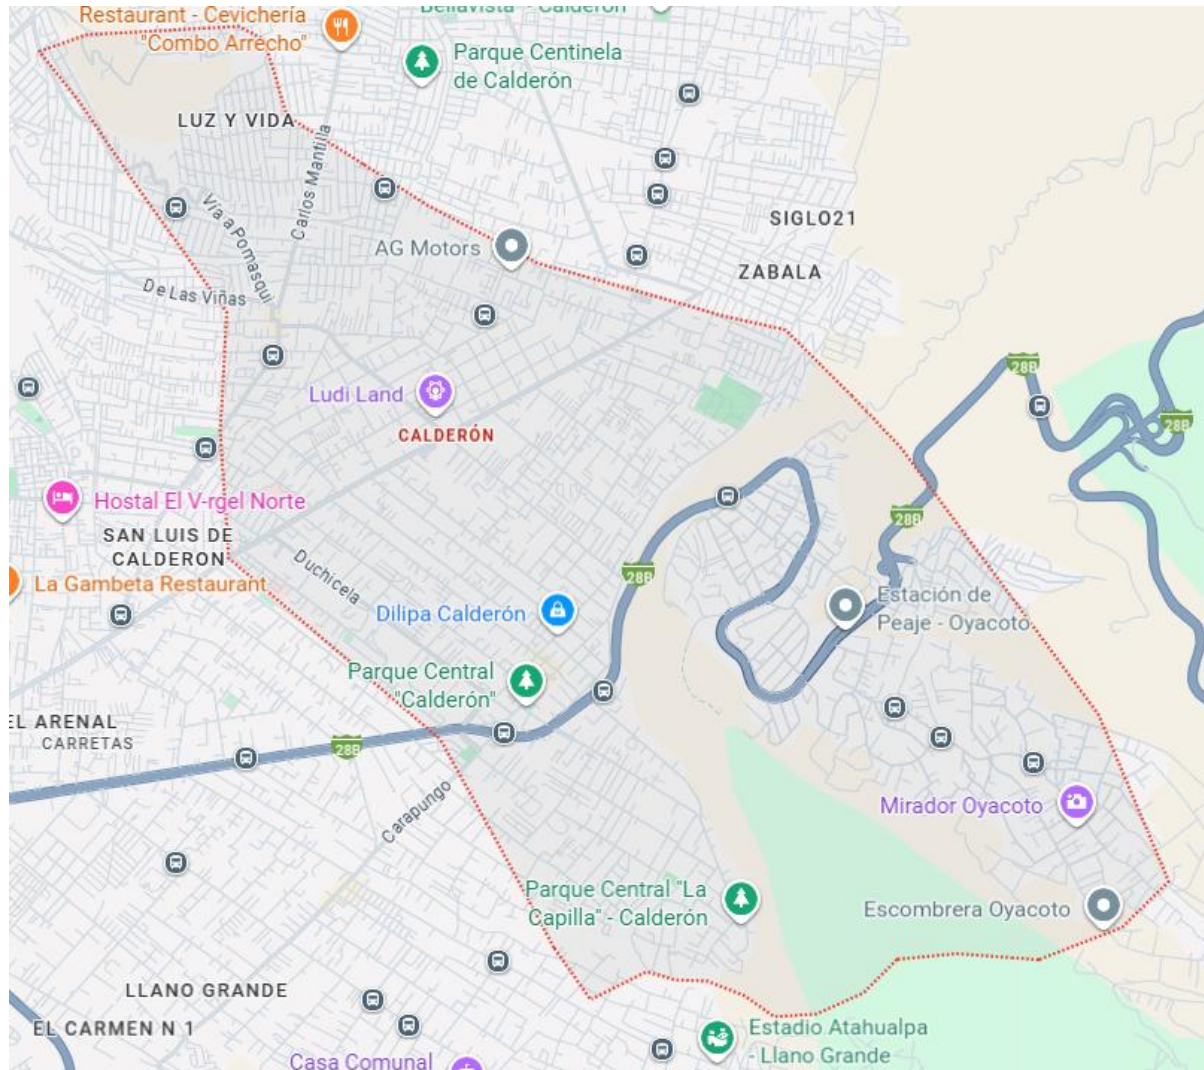 Restaurant - Cevichería
"Combo Arrecho"
Bellavista - Calderón
Parque Centinela
de Calderón
LUZ Y VIDA
Carlos Mantilla
Vía a Pomasqui
SIGLO21
AG Motors
ZABALA
De Las Viñas
28B
Ludi Land
28B
CALDERÓN
Hostal El V-rgel Norte
28B
SAN LUIS DE
CALDERON
Duchicela
28B
La Gambeta Restaurant
Estación de
Peaje - Oyacoto
Dilipa Calderón
Parque Central
"Calderón"
EL ARENAL
CARRETAS
28B
Carapungo
Mirador Oyacoto
Parque Central "La
Capilla" - Calderón
Escombrera Oyacoto
LLANO GRANDE
EL CARMEN N 1
Estadio Atahualpa
- Llano Grande
Casa Comunal